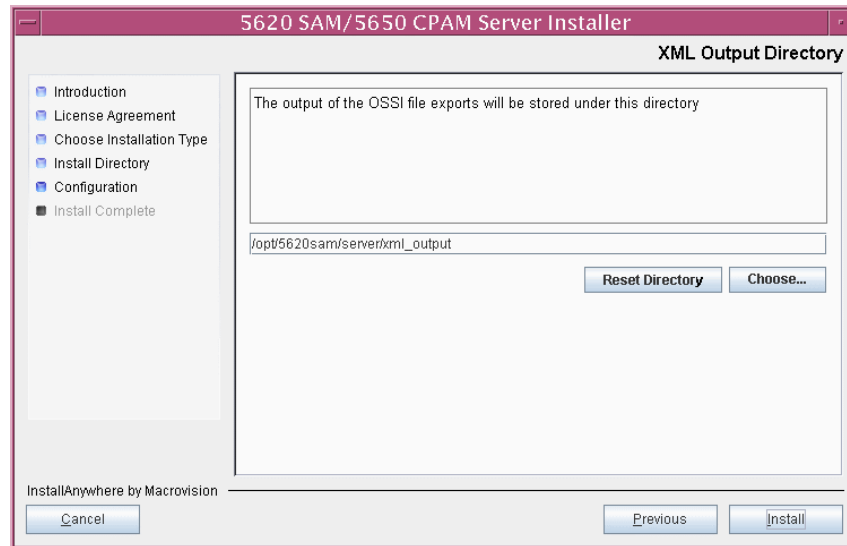 5620 SAM/5650 CPAM Server Installer
XML Output Directory
Introduction
License Agreement
Choose Installation Type
Install Directory
Configuration
Install Complete
The output of the OSSI file exports will be stored under this directory
/opt/5620sam/server/xml_output
Reset Directory
Choose...
InstallAnywhere by Macrovision
Cancel
Previous
Install